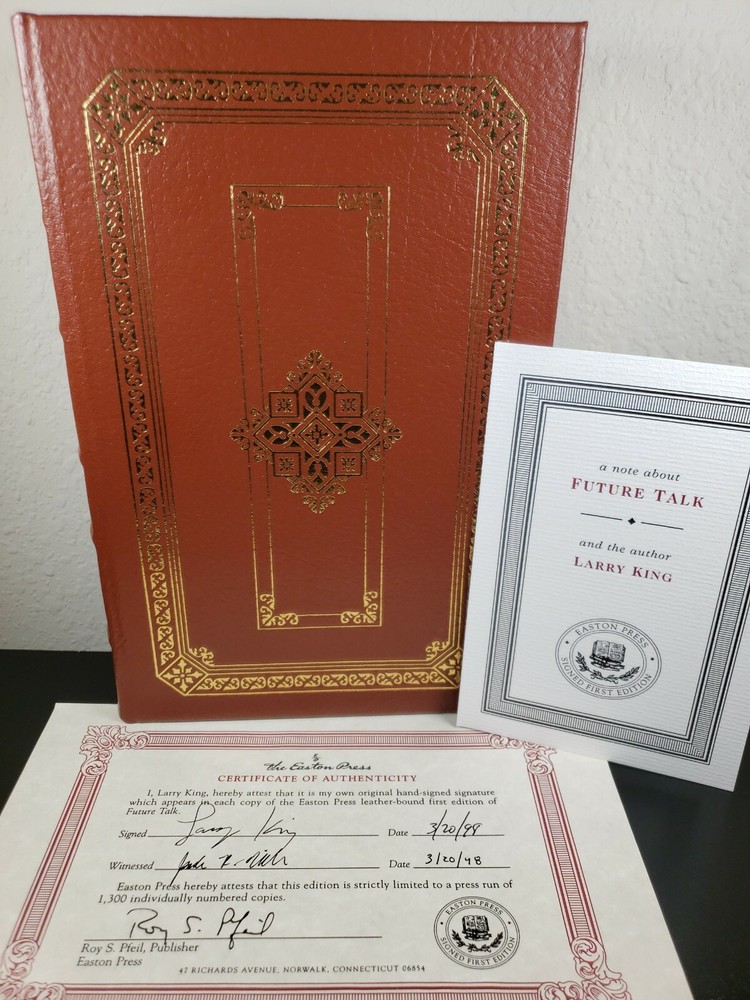 a note about
FUTURE TALK
and the author
LARRY KING
EASTON PRESS
SIGNED FIRST EDITION
The Easton Press
CERTIFICATE OF AUTHENTICITY
I, Larry King, hereby attest that it is my own original hand-signed signature
which appears in each copy of the Easton Press leather-bound first edition of
Future Talk.
Signed Larry King Date 3/20/98
Witnessed Date 3/20/98
Easton Press hereby attests that this edition is strictly limited to a press run of
1,300 individually numbered copies.
Roy S. Pfeil
Roy S. Pfeil, Publisher
Easton Press
EASTON PRESS
SIGNED FIRST EDITION
47 RICHARDS AVENUE, NORWALK, CONNECTICUT 06854